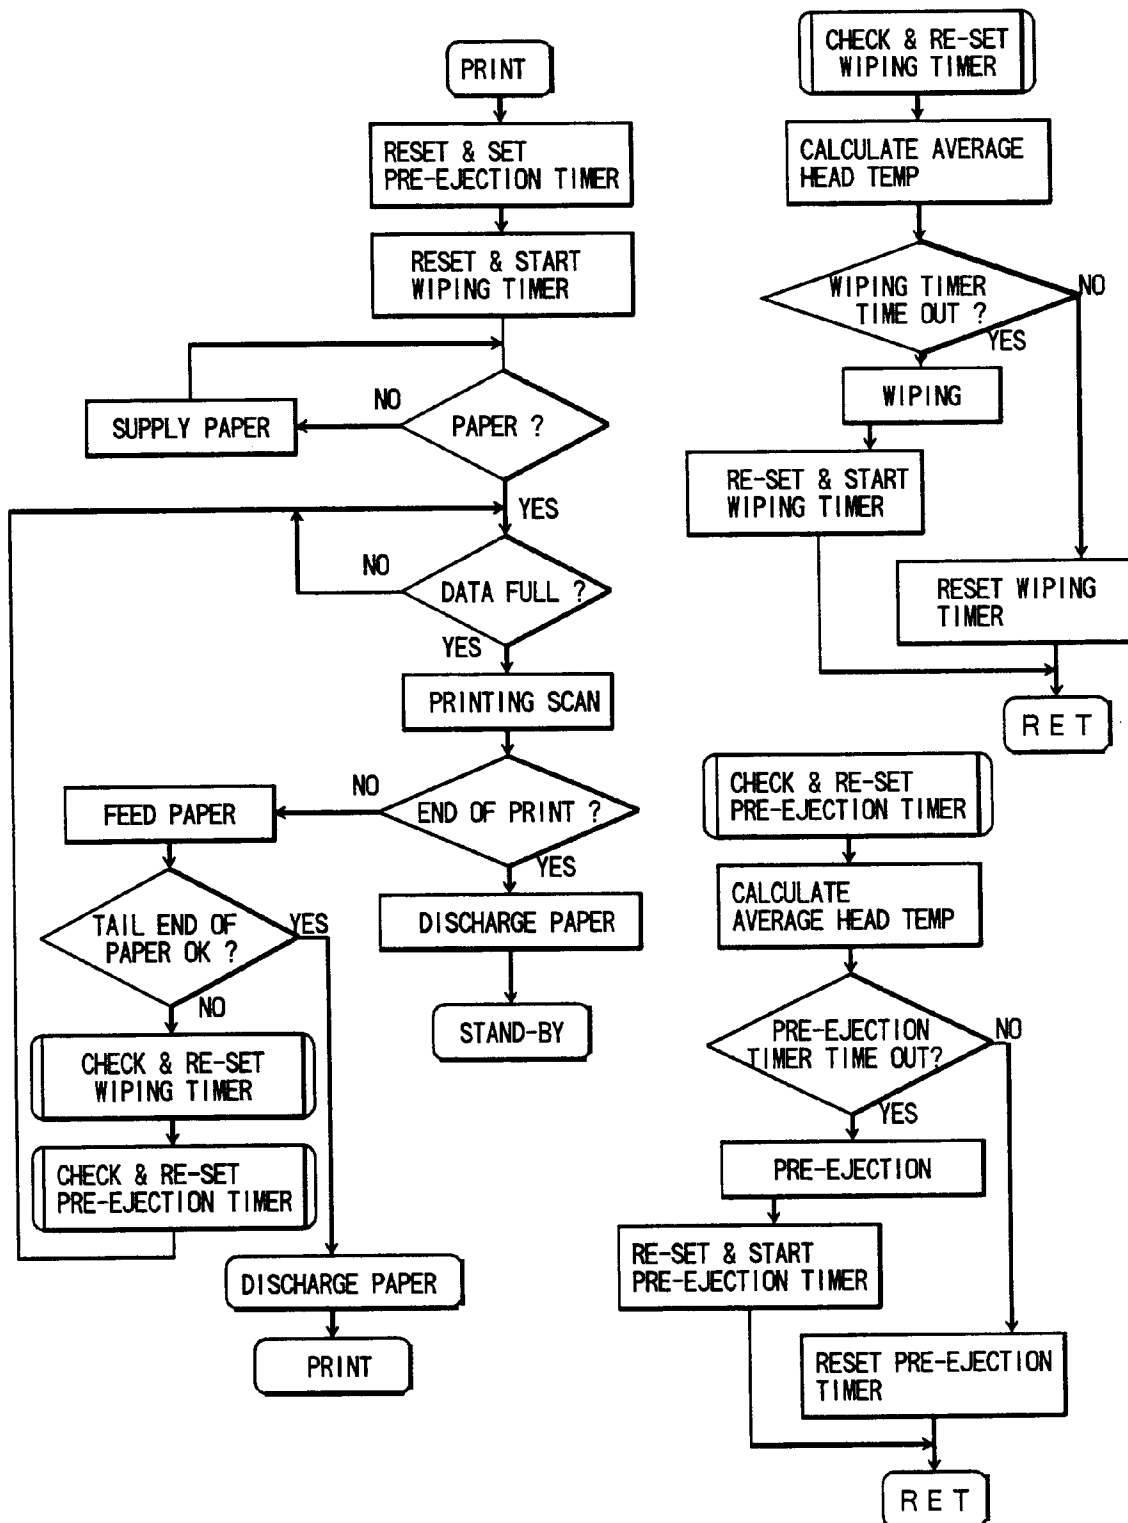 PRINT
RESET & SET
PRE-EJECTION TIMER
RESET & START
WIPING TIMER
NO
SUPPLY PAPER
PAPER ?
YES
NO
DATA FULL ?
YES
PRINTING SCAN
NO
FEED PAPER
END OF PRINT ?
YES
TAIL END OF
PAPER OK ?
YES
DISCHARGE PAPER
NO
STAND-BY
CHECK & RE-SET
WIPING TIMER
CHECK & RE-SET
PRE-EJECTION TIMER
DISCHARGE PAPER
PRINT
CHECK & RE-SET
WIPING TIMER
CALCULATE AVERAGE
HEAD TEMP
WIPING TIMER
TIME OUT ?
NO
YES
WIPING
RE-SET & START
WIPING TIMER
RESET WIPING
TIMER
RET
CHECK & RE-SET
PRE-EJECTION TIMER
CALCULATE
AVERAGE HEAD TEMP
PRE-EJECTION
TIMER TIME OUT?
NO
YES
PRE-EJECTION
RE-SET & START
PRE-EJECTION TIMER
RESET PRE-EJECTION
TIMER
RET